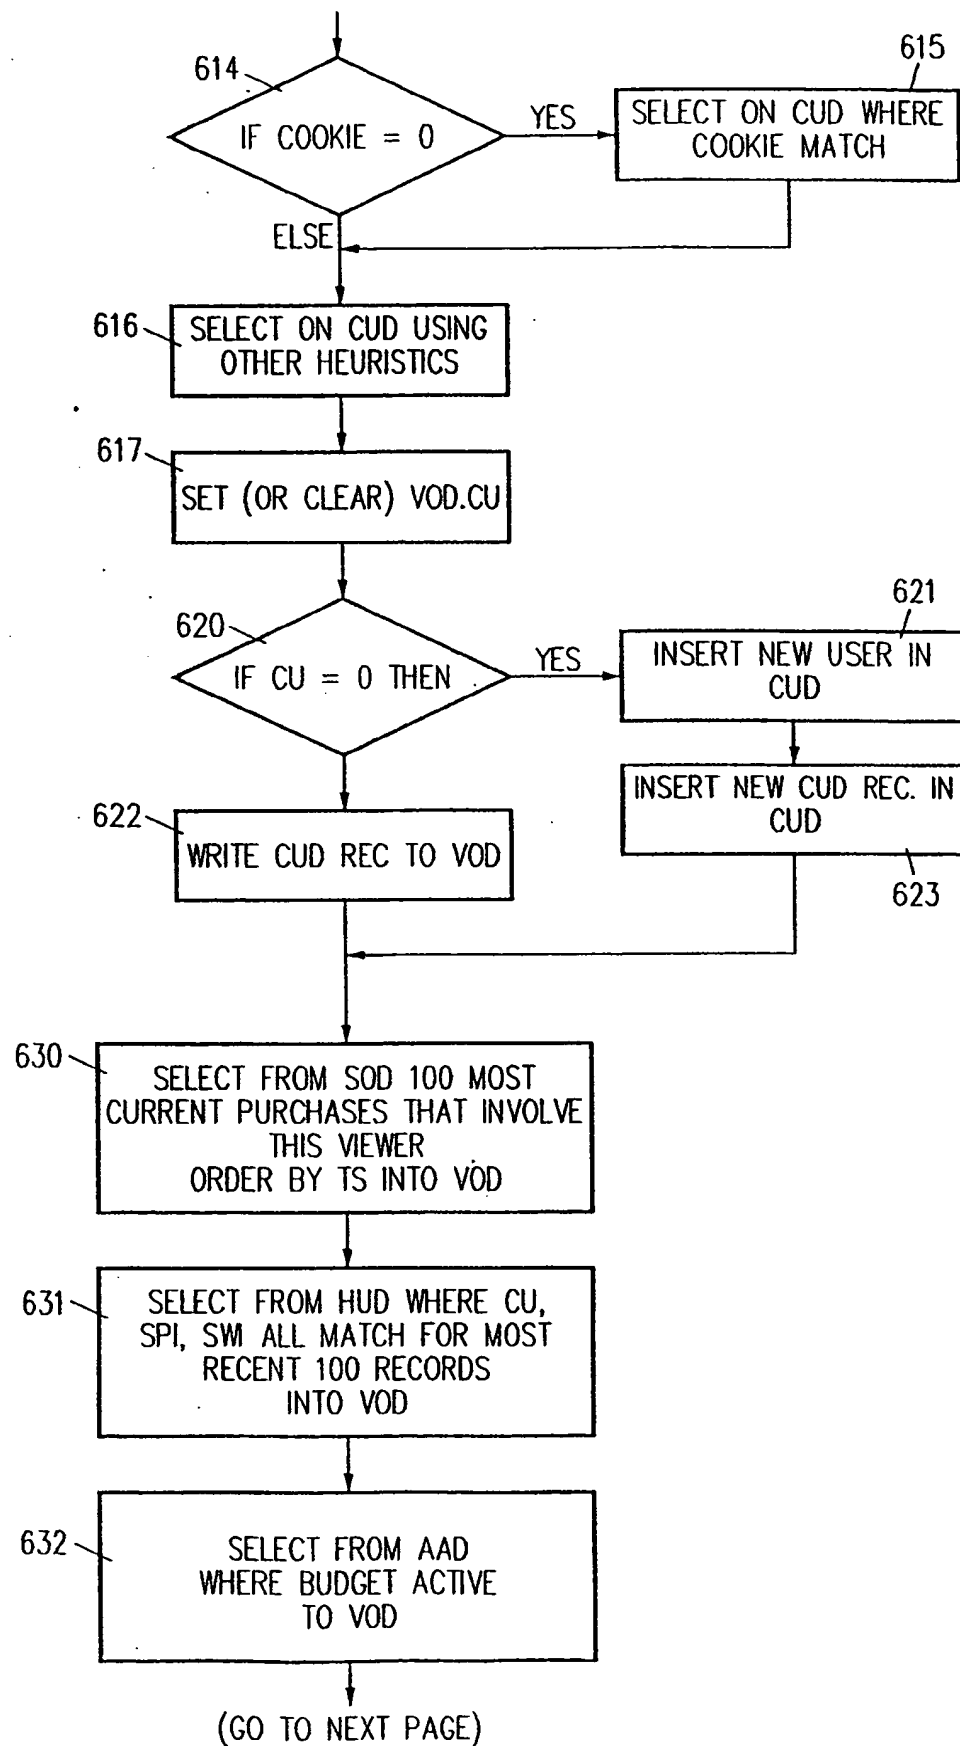 614
IF COOKIE = 0
YES
615
SELECT ON CUD WHERE
COOKIE MATCH
ELSE
616
SELECT ON CUD USING
OTHER HEURISTICS
617
SET (OR CLEAR) VOD.CU
620
IF CU = 0 THEN
YES
621
INSERT NEW USER IN
CUD
INSERT NEW CUD REC. IN
CUD
623
622
WRITE CUD REC TO VOD
630
SELECT FROM SOD 100 MOST
CURRENT PURCHASES THAT INVOLVE
THIS VIEWER
ORDER BY TS INTO VOD
631
SELECT FROM HUD WHERE CU,
SPI, SWI ALL MATCH FOR MOST
RECENT 100 RECORDS
INTO VOD
632
SELECT FROM AAD
WHERE BUDGET ACTIVE
TO VOD
(GO TO NEXT PAGE)